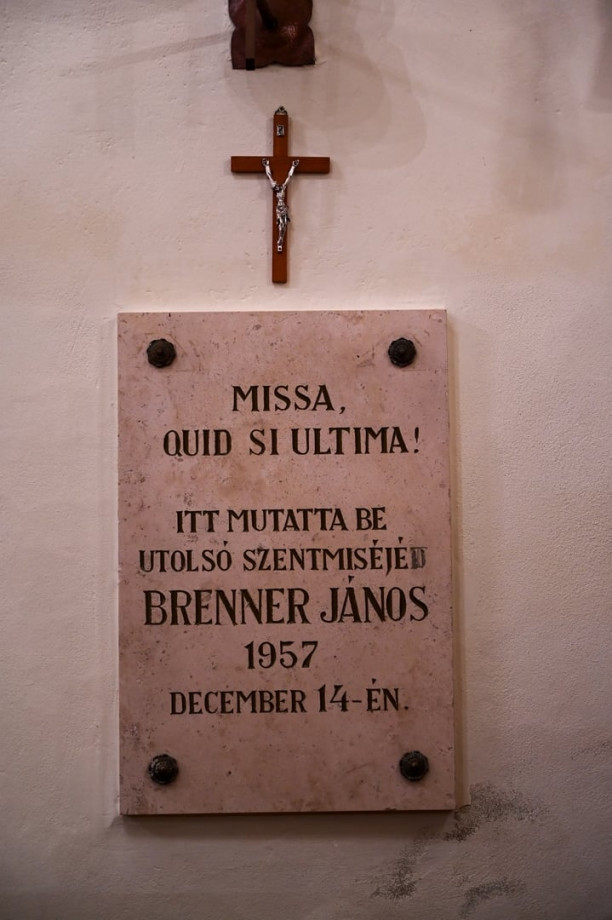 MISSA,
QUID SI ULTIMA!
ITT MUTATTA BE
UTOLSÓ SZENTMISÉJÉT
BRENNER JÁNOS
1957
DECEMBER 14-ÉN.